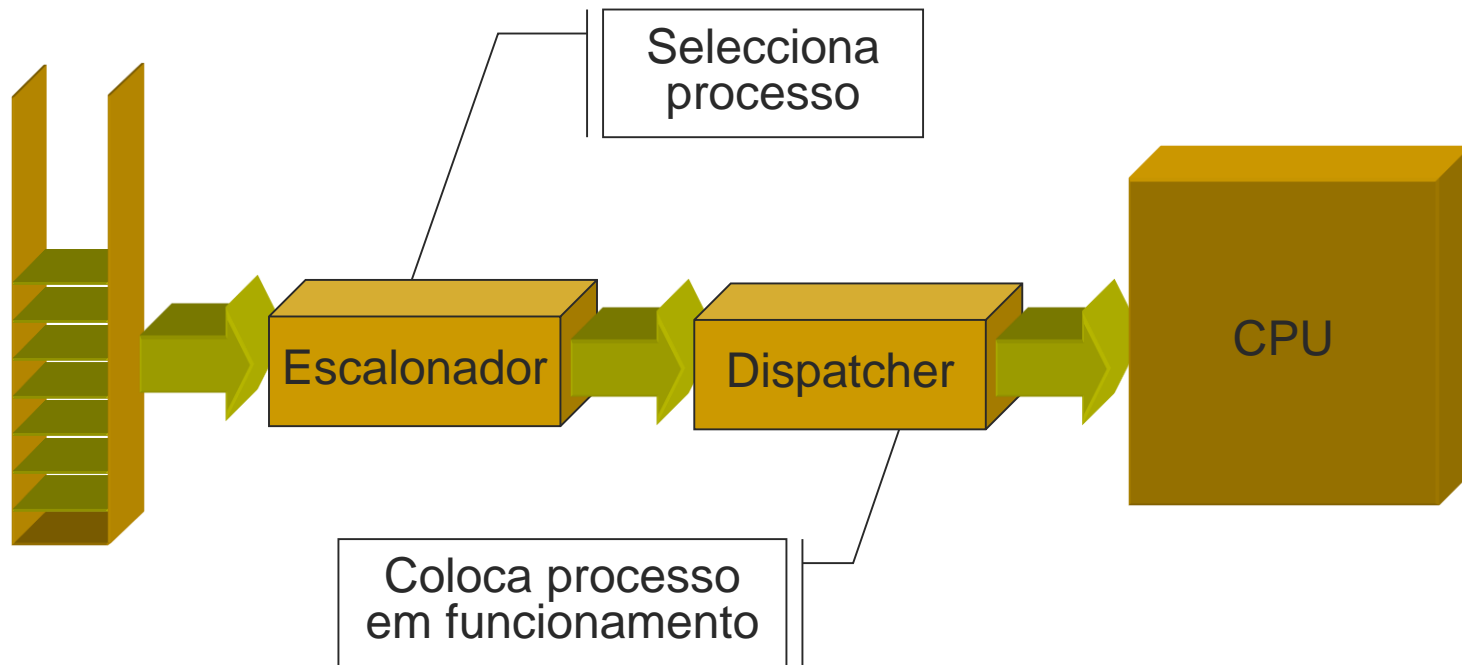 Selecciona
processo
Escalonador
Dispatcher
CPU
Coloca processo
em funcionamento